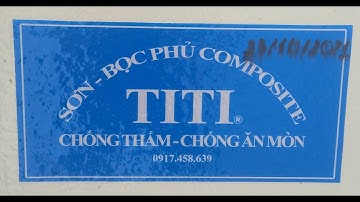 SƠN - BỌC PHỦ COMPOSITE
TITI®
CHỐNG THẤM - CHỐNG ĂN MÒN
0917.458.639